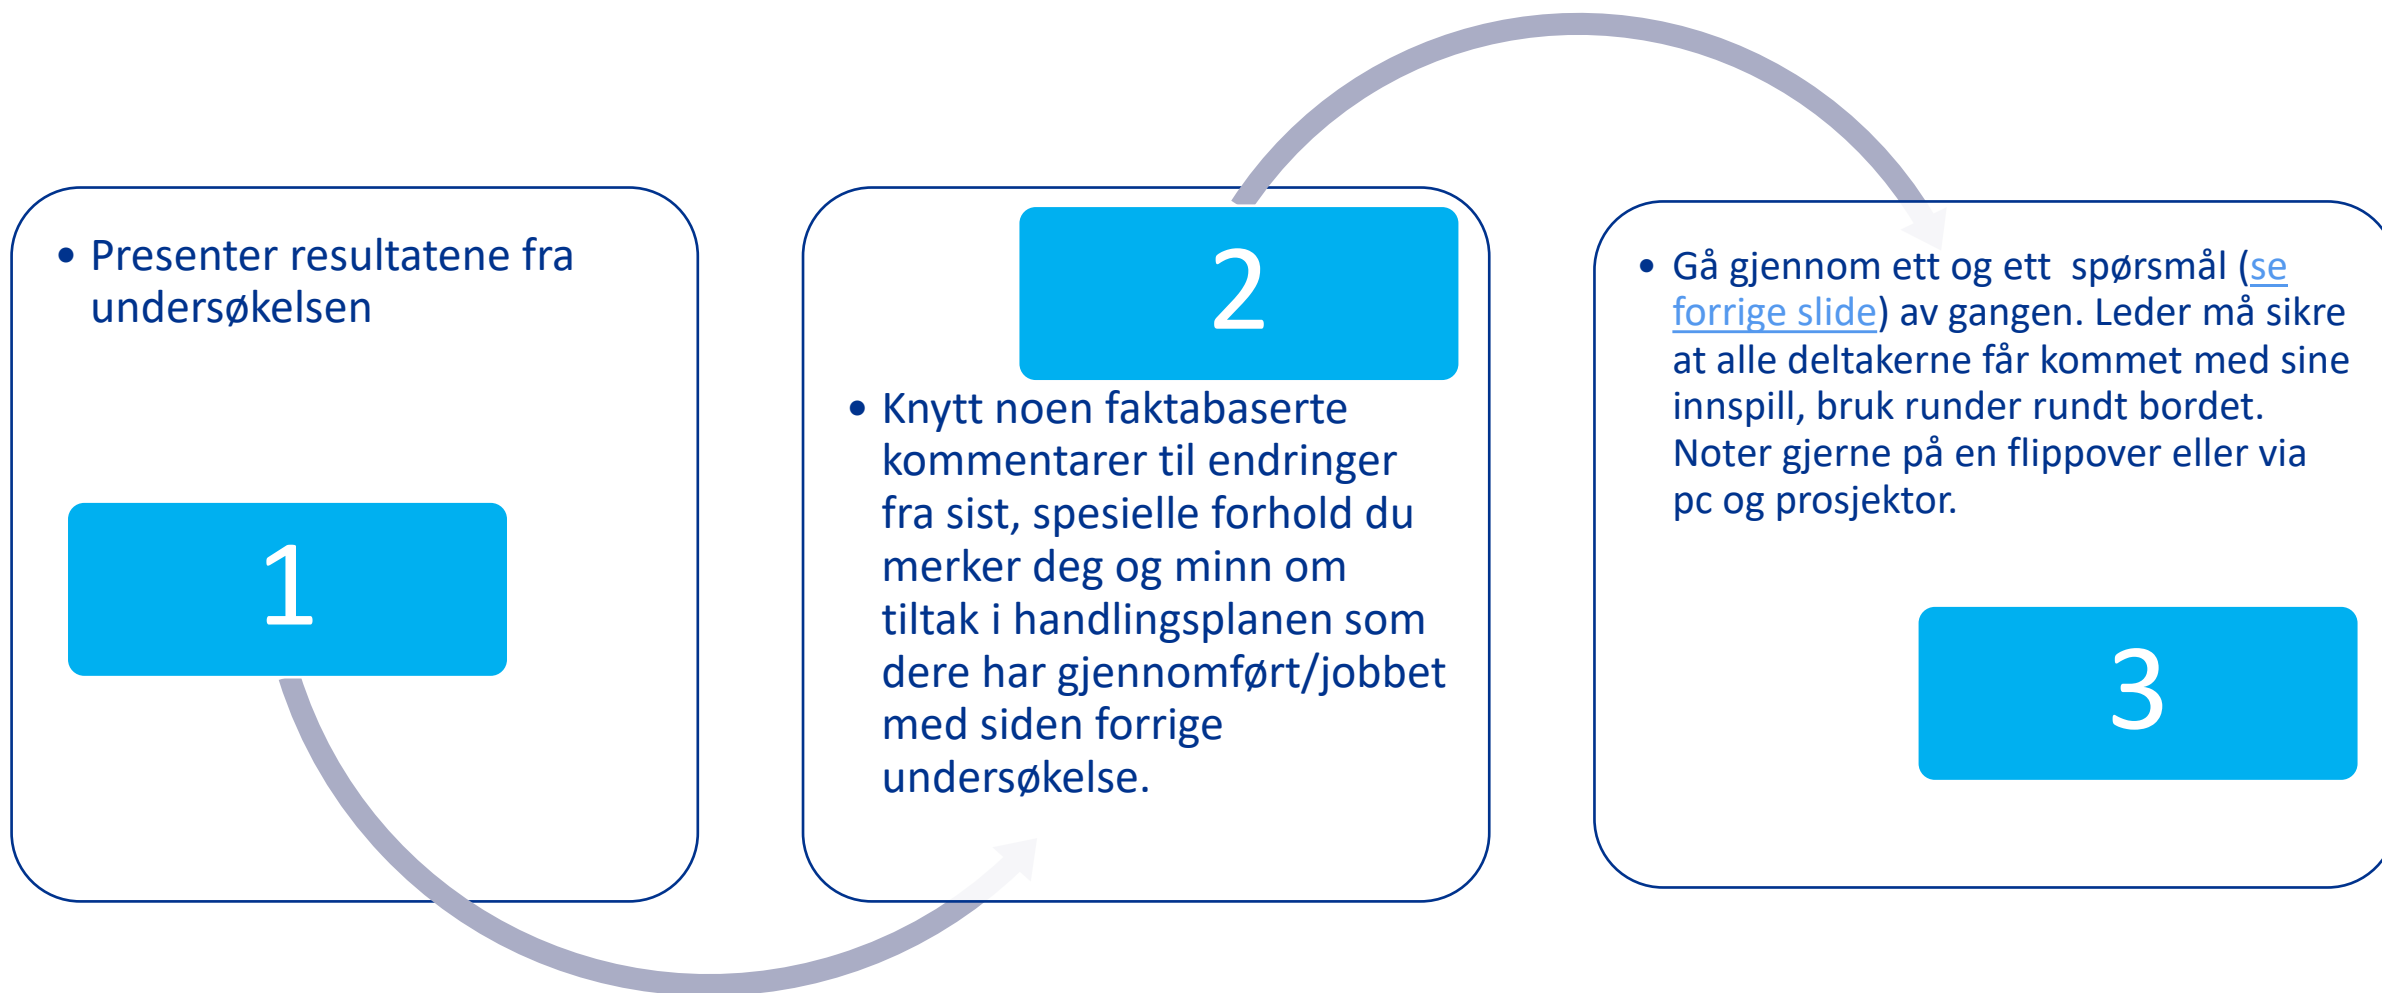 • Presenter resultatene fra
undersøkelsen
1
2
• Knytt noen faktabaserte
kommentarer til endringer
fra sist, spesielle forhold du
merker deg og minn om
tiltak i handlingsplanen som
dere har gjennomført/jobbet
med siden forrige
undersøkelse.
• Gå gjennom ett og ett  spørsmål (se
forrige slide) av gangen. Leder må sikre
at alle deltakerne får kommet med sine
innspill, bruk runder rundt bordet.
Noter gjerne på en flippover eller via
pc og prosjektor.
3